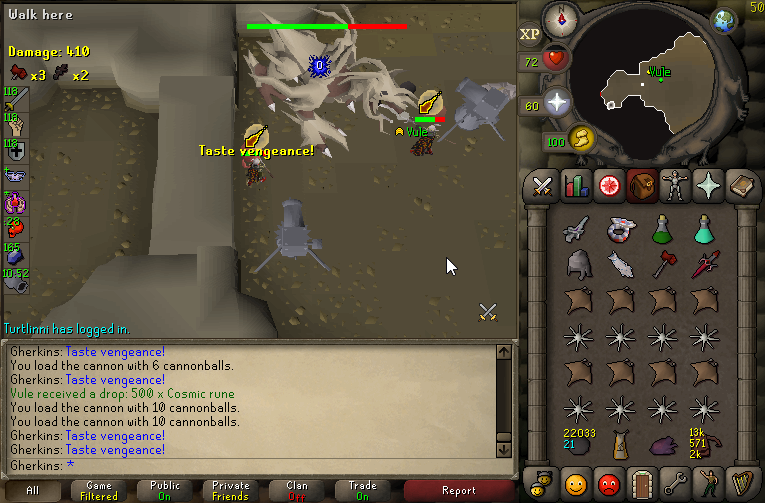 Walk here
50
XP
Damage: 410
x3 x2
72
Vule
118
60
118
Vule
118
Taste vengeance!
100
.28
165
10.52
Turtlinni has logged in.
Gherkins: Taste vengeance!
You load the cannon with 6 cannonballs.
Gherkins: Taste vengeance!
Vule received a drop: 500 x Cosmic rune
You load the cannon with 10 cannonballs.
You load the cannon with 10 cannonballs.
Gherkins: Taste vengeance!
Gherkins: Taste vengeance!
Gherkins: *
22033
21
13k
571
2k
All
Game
Filtered
Public
On
Private
Friends
Clan
Off
Trade
On
Report
0